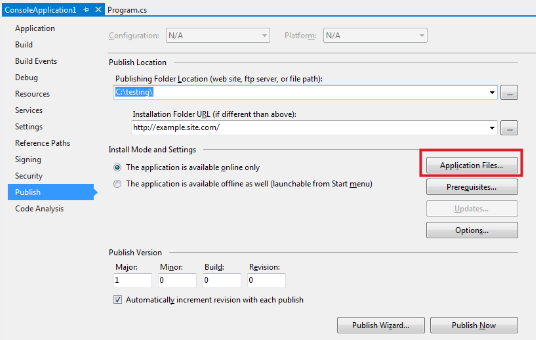 ConsoleApplication1 Program.cs
Application
Build
Build Events
Debug
Resources
Services
Settings
Reference Paths
Signing
Security
Publish
Code Analysis
Configuration: N/A Platform: N/A
Publish Location
Publishing Folder Location (web site, ftp server, or file path):
C:\testing\
...
Installation Folder URL (if different than above):
http://example.site.com/
...
Install Mode and Settings
The application is available online only
The application is available offline as well (launchable from Start menu)
Application Files...
Prerequisites...
Updates...
Options...
Publish Version
Major: Minor: Build: Revision:
1 0 0 0
Automatically increment revision with each publish
Publish Wizard... Publish Now